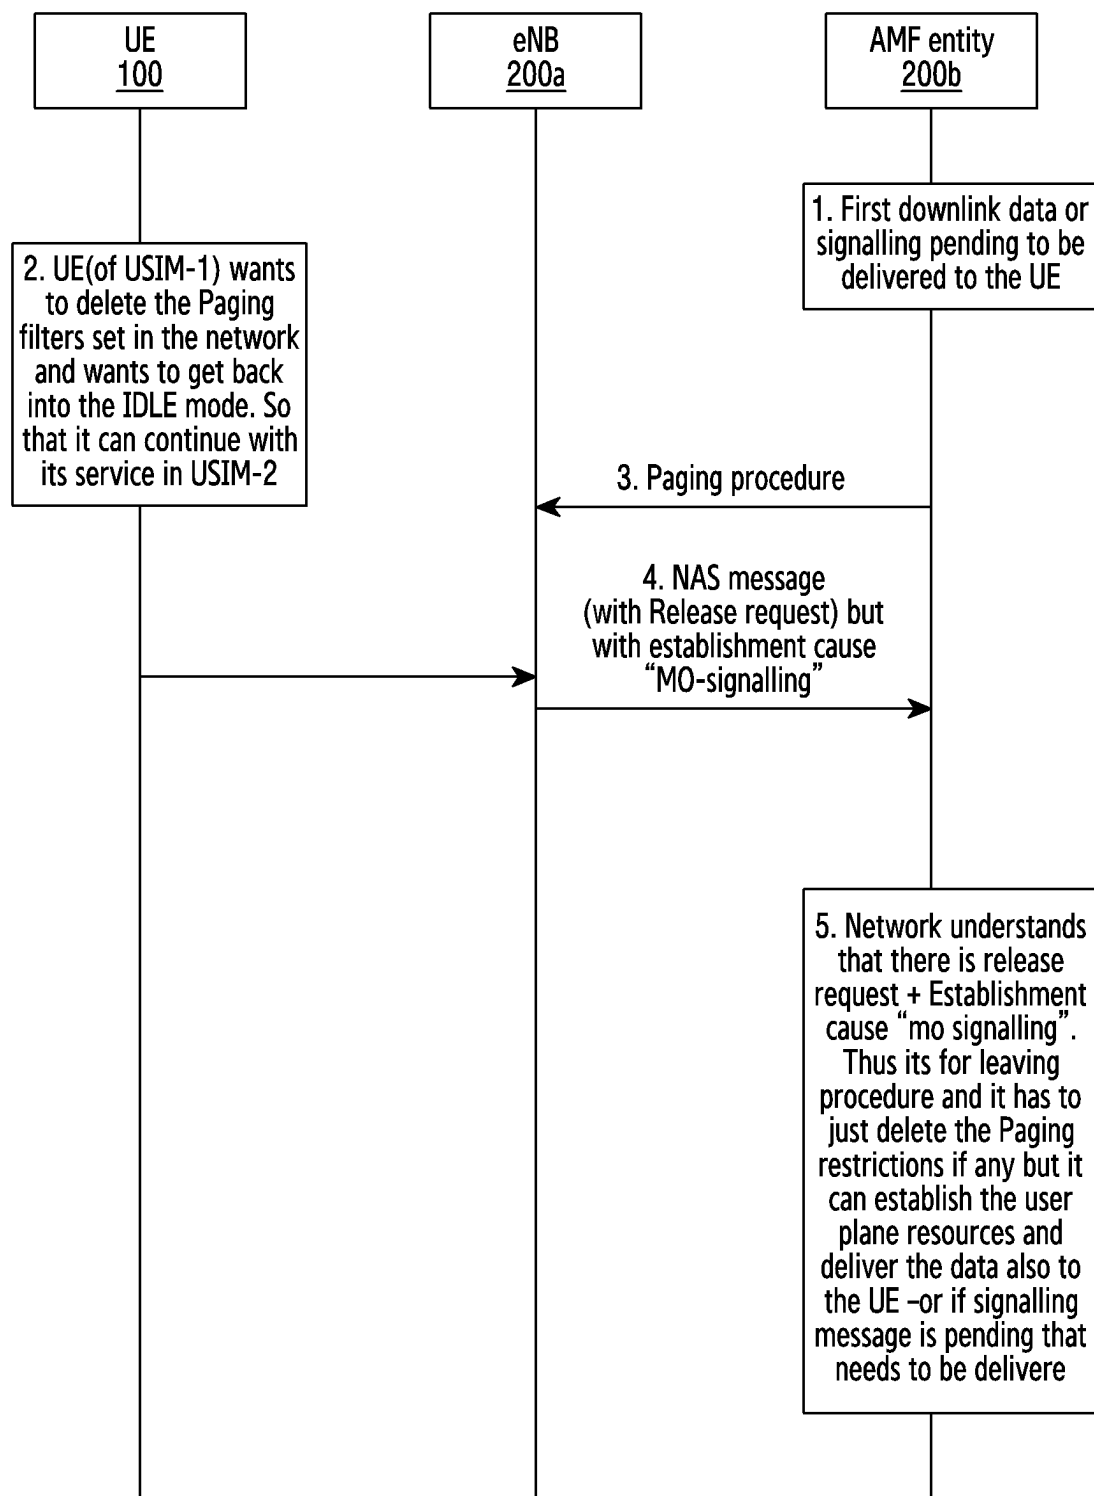 UE
100
eNB
200a
AMF entity
200b
1. First downlink data or
signalling pending to be
delivered to the UE
2. UE(of USIM-1) wants
to delete the Paging
filters set in the network
and wants to get back
into the IDLE mode. So
that it can continue with
its service in USIM-2
3. Paging procedure
4. NAS message
(with Release request) but
with establishment cause
“MO-signalling”
5. Network understands
that there is release
request + Establishment
cause “mo signalling”.
Thus its for leaving
procedure and it has to
just delete the Paging
restrictions if any but it
can establish the user
plane resources and
deliver the data also to
the UE –or if signalling
message is pending that
needs to be delivere